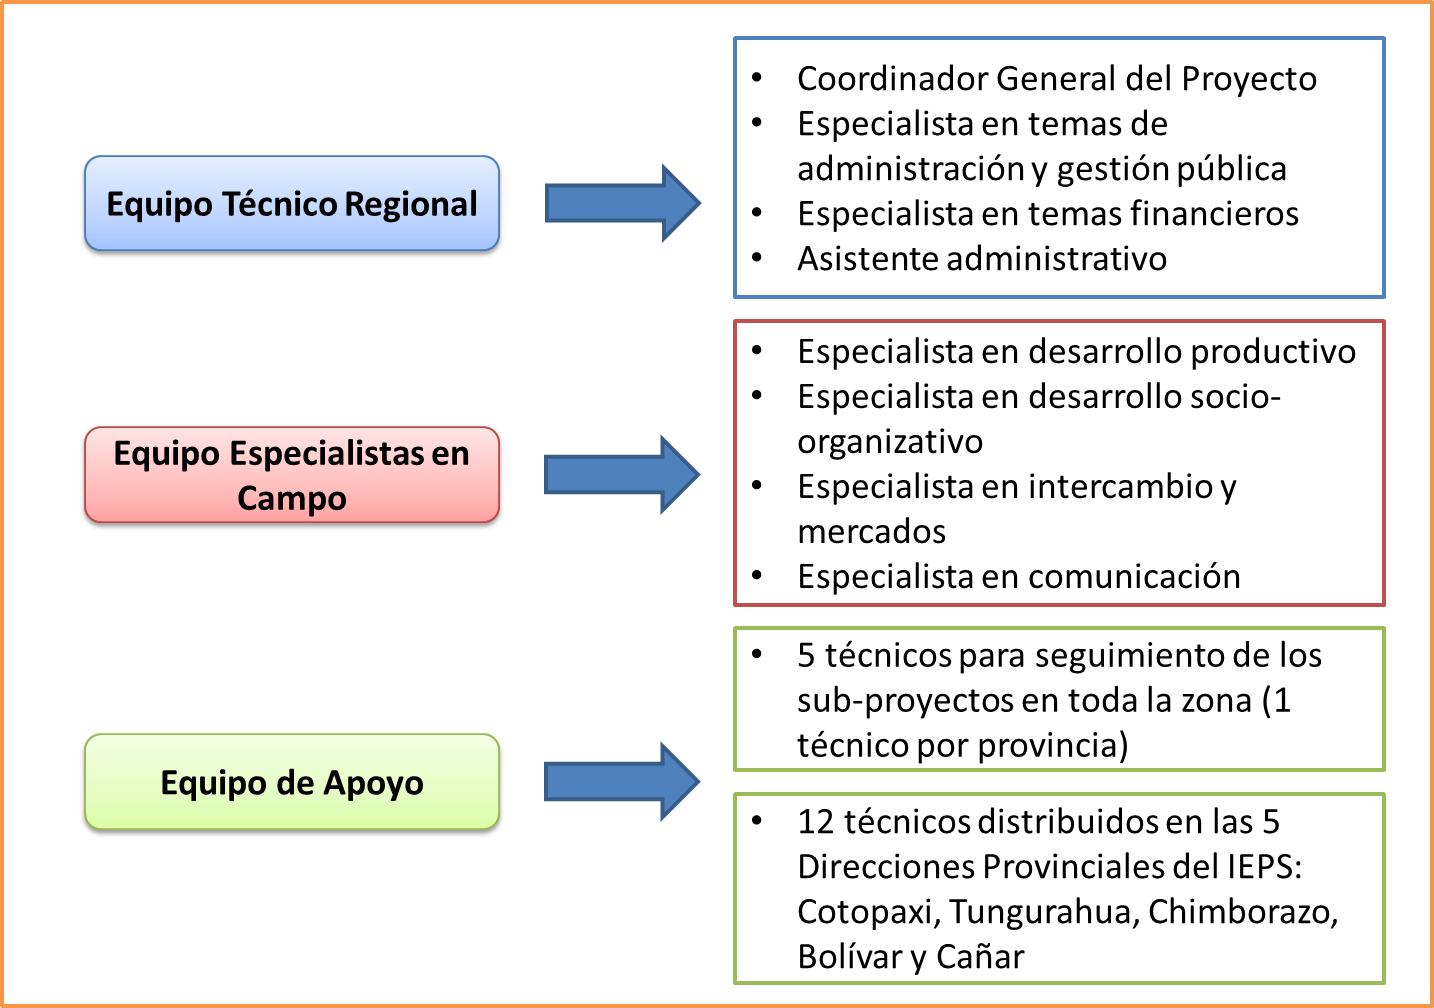 Equipo Técnico Regional
• Coordinador General del Proyecto
• Especialista en temas de
administración y gestión pública
• Especialista en temas financieros
• Asistente administrativo
Equipo Especialistas en
Campo
• Especialista en desarrollo productivo
• Especialista en desarrollo socio-
organizativo
• Especialista en intercambio y
mercados
• Especialista en comunicación
Equipo de Apoyo
• 5 técnicos para seguimiento de los
sub-proyectos en toda la zona (1
técnico por provincia)
• 12 técnicos distribuidos en las 5
Direcciones Provinciales del IEPS:
Cotopaxi, Tungurahua, Chimborazo,
Bolívar y Cañar